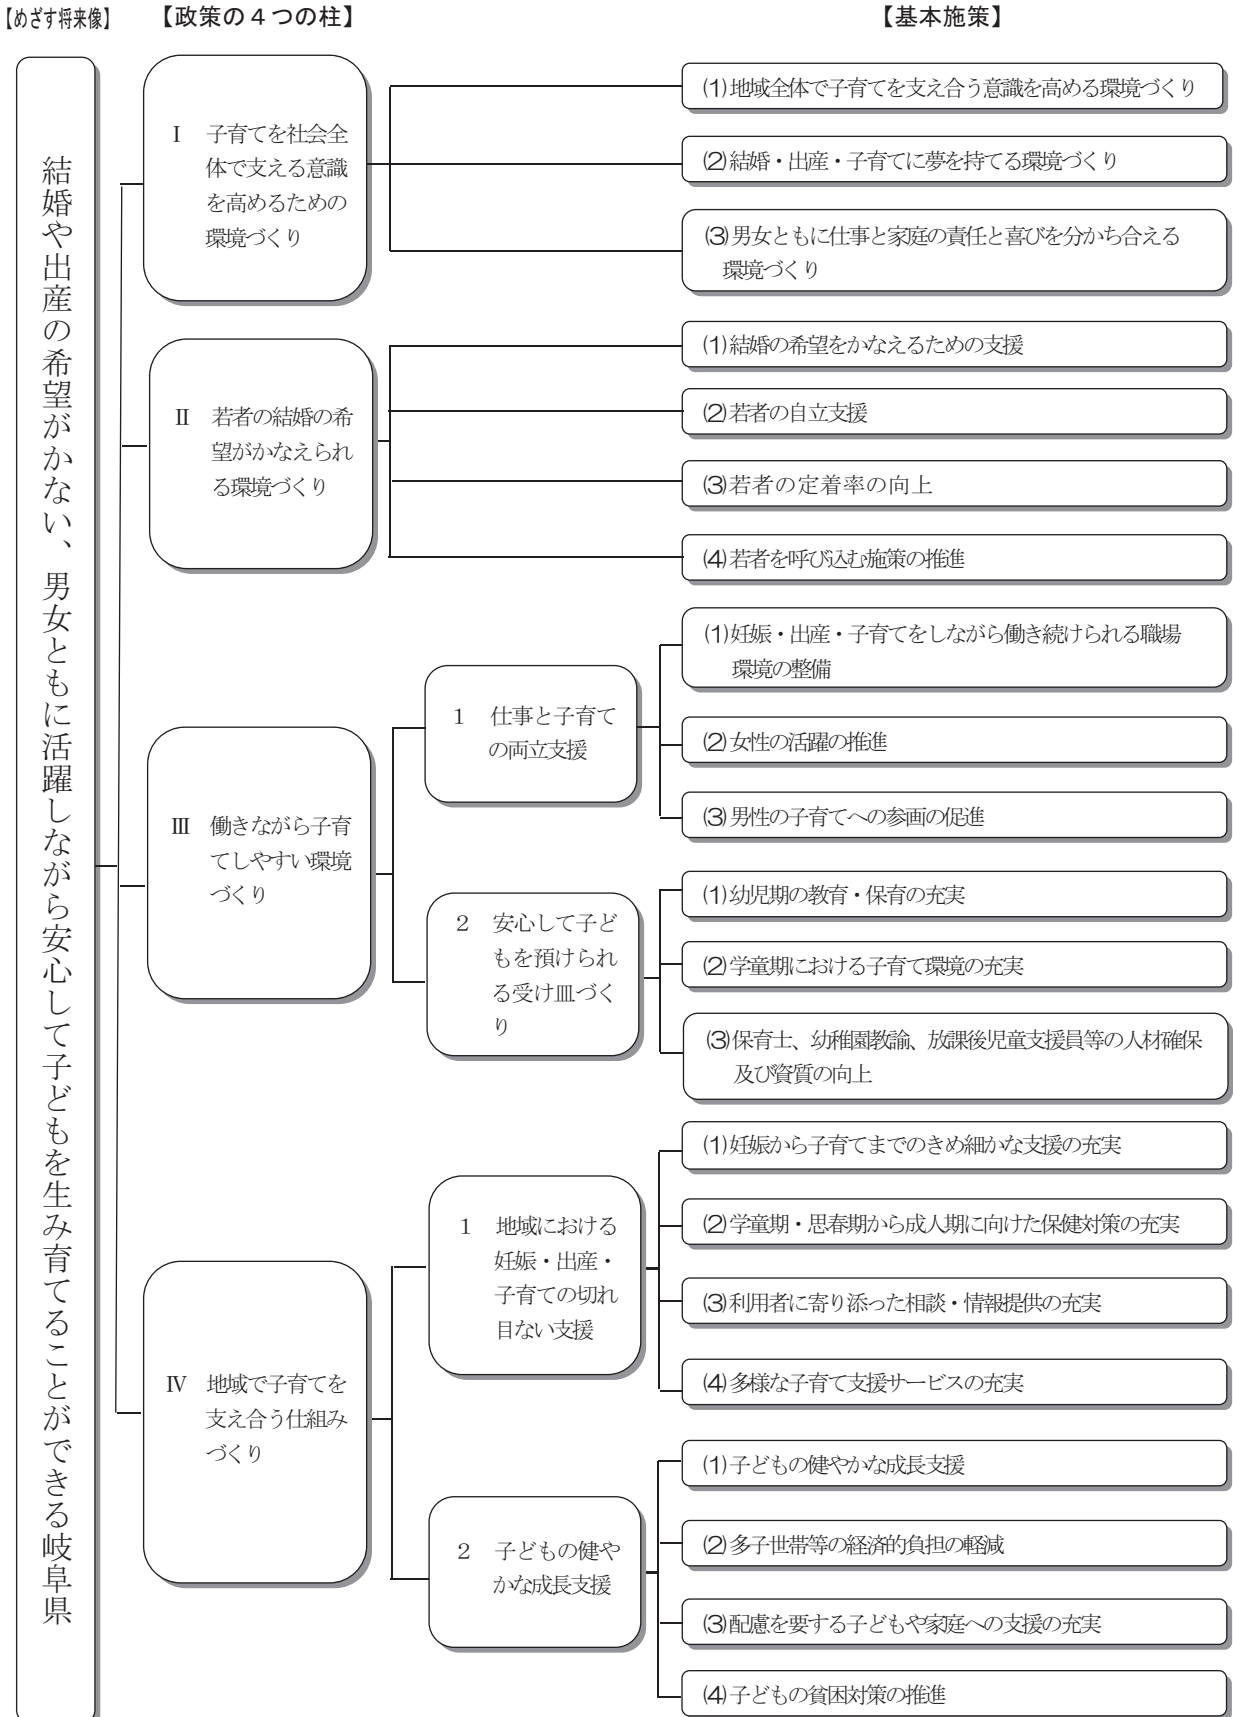 【めざす将来像】
【政策の４つの柱】
【基本施策】
結婚や出産の希望がかない、男女ともに活躍しながら安心して子どもを生み育てることができる岐阜県
Ⅰ 子育てを社会全
体で支える意識
を高めるための
環境づくり
(1)地域全体で子育てを支え合う意識を高める環境づくり
(2)結婚・出産・子育てに夢を持てる環境づくり
(3)男女ともに仕事と家庭の責任と喜びを分かち合える
環境づくり
Ⅱ 若者の結婚の希
望がかなえられ
る環境づくり
(1)結婚の希望をかなえるための支援
(2)若者の自立支援
(3)若者の定着率の向上
(4)若者を呼び込む施策の推進
Ⅲ 働きながら子育
てしやすい環境
づくり
1 仕事と子育て
の両立支援
(1)妊娠・出産・子育てをしながら働き続けられる職場
環境の整備
(2)女性の活躍の推進
(3)男性の子育てへの参画の促進
2 安心して子ど
もを預けられ
る受け皿づく
り
(1)幼児期の教育・保育の充実
(2)学童期における子育て環境の充実
(3)保育士、幼稚園教諭、放課後児童支援員等の人材確保
及び資質の向上
Ⅳ 地域で子育てを
支え合う仕組み
づくり
1 地域における
妊娠・出産・
子育ての切れ
目ない支援
(1)妊娠から子育てまでのきめ細かな支援の充実
(2)学童期・思春期から成人期に向けた保健対策の充実
(3)利用者に寄り添った相談・情報提供の充実
(4)多様な子育て支援サービスの充実
2 子どもの健や
かな成長支援
(1)子どもの健やかな成長支援
(2)多子世帯等の経済的負担の軽減
(3)配慮を要する子どもや家庭への支援の充実
(4)子どもの貧困対策の推進